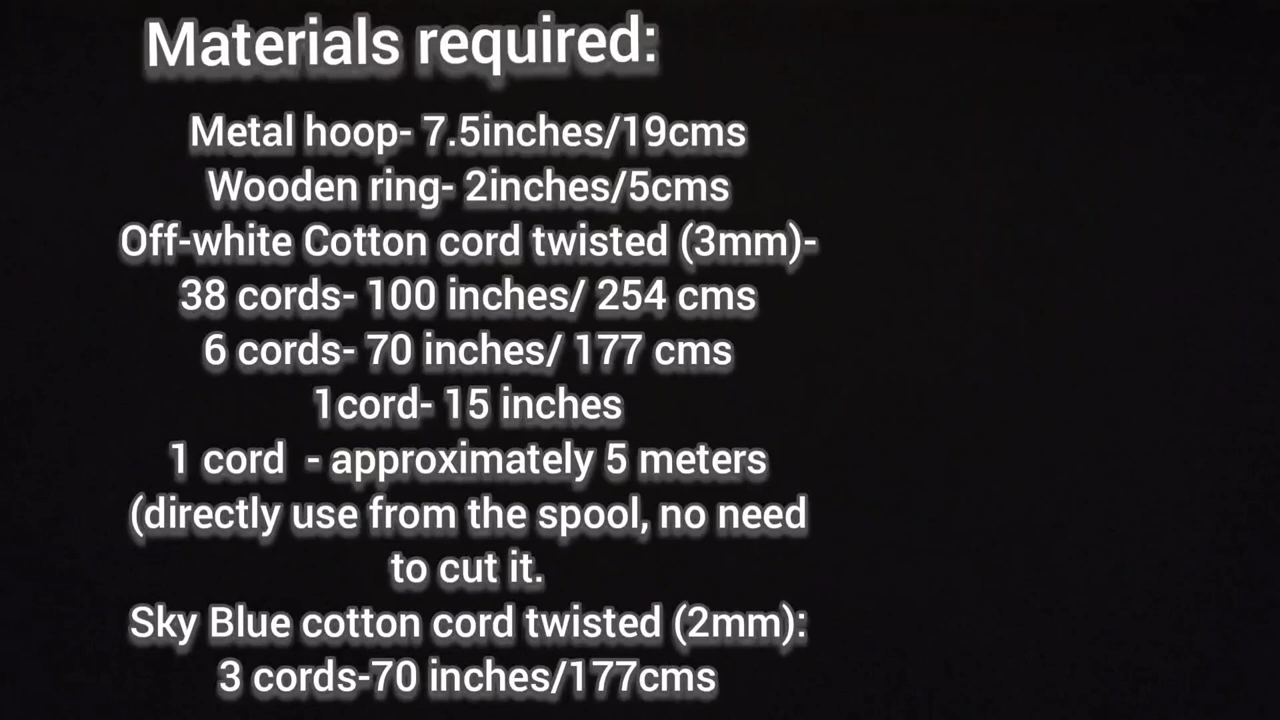 Materials required:
Metal hoop- 7.5inches/19cms
Wooden ring- 2inches/5cms
Off-white Cotton cord twisted (3mm)-
38 cords- 100 inches/ 254 cms
6 cords- 70 inches/ 177 cms
1cord- 15 inches
1 cord  - approximately 5 meters
(directly use from the spool, no need
to cut it.
Sky Blue cotton cord twisted (2mm):
3 cords-70 inches/177cms